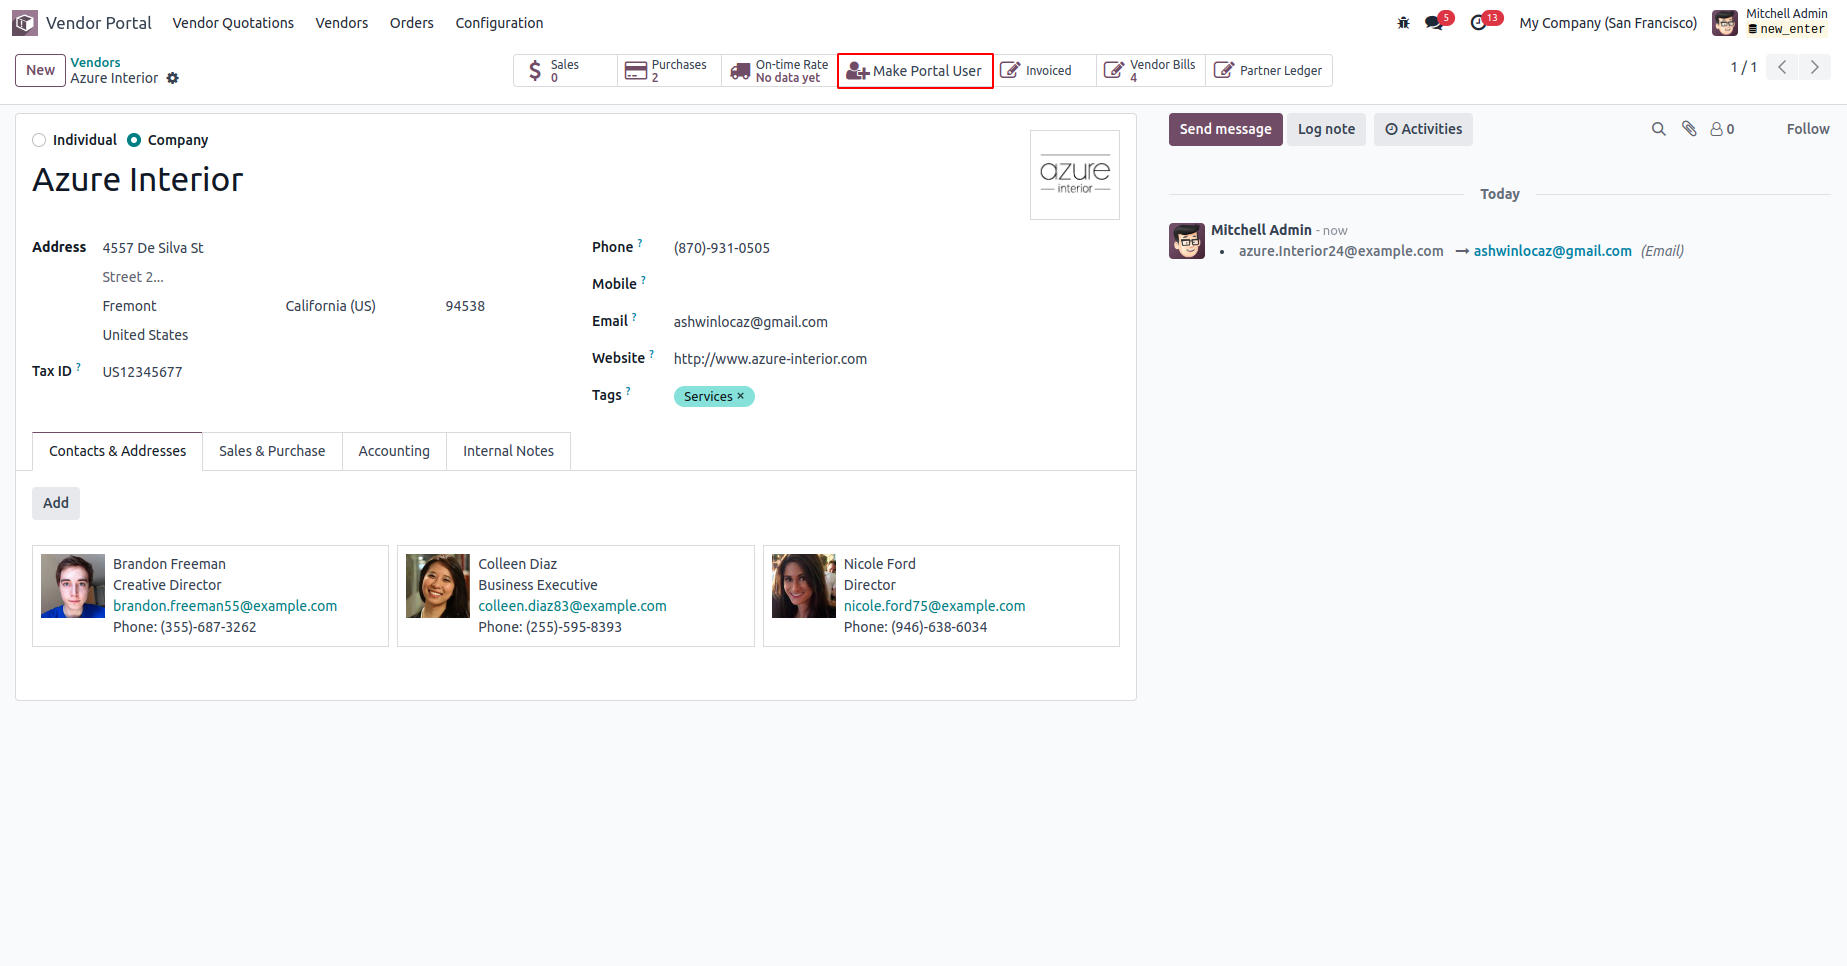 Vendor Portal Vendor Quotations Vendors Orders Configuration 5 13 My Company (San Francisco) Mitchell Admin
new_enter
New Vendors
Azure Interior
Sales
0
Purchases
2
On-time Rate
No data yet
Make Portal User
Invoiced
Vendor Bills
4
Partner Ledger
1 / 1
Individual Company
Azure Interior
azure
interior
Address 4557 De Silva St
Street 2...
Fremont California (US) 94538
United States
Tax ID ? US12345677
Phone ? (870)-931-0505
Mobile ?
Email ? ashwinlocaz@gmail.com
Website ? http://www.azure-interior.com
Tags ? Services ×
Contacts & Addresses Sales & Purchase Accounting Internal Notes
Add
Brandon Freeman
Creative Director
brandon.freeman55@example.com
Phone: (355)-687-3262
Colleen Diaz
Business Executive
colleen.diaz83@example.com
Phone: (255)-595-8393
Nicole Ford
Director
nicole.ford75@example.com
Phone: (946)-638-6034
Send message Log note Activities 0 Follow
Today
Mitchell Admin - now
• azure.Interior24@example.com → ashwinlocaz@gmail.com (Email)